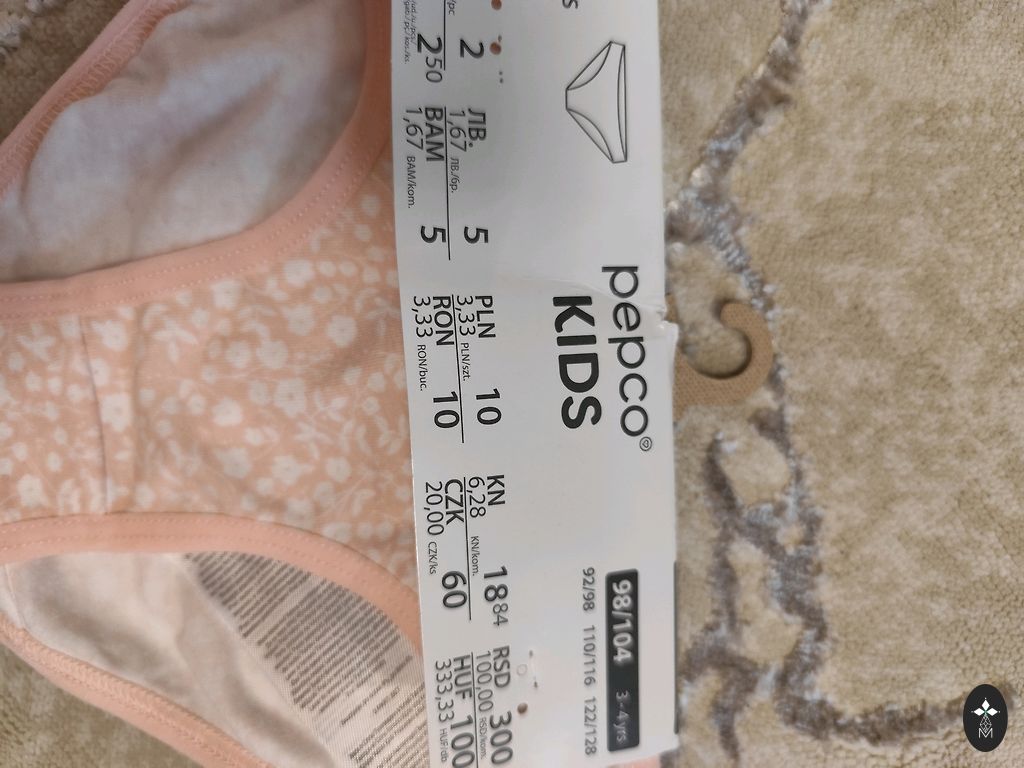 pepco
KIDS
98/104 3-4 yrs
92/98 110/116 122/128
2
ЛВ. 5
1,67 ЛВ./бр.
PLN 10
3,33 PLN/szt.
KN 18 84
6,28 KN/kom.
RSD 300
100,00 RSD/kom.
2 50
BAM 5
1,67 BAM/kom.
RON 10
3,33 RON/buc.
CZK 60
20,00 CZK/ks
HUF 100
333,33 HUF/db
M